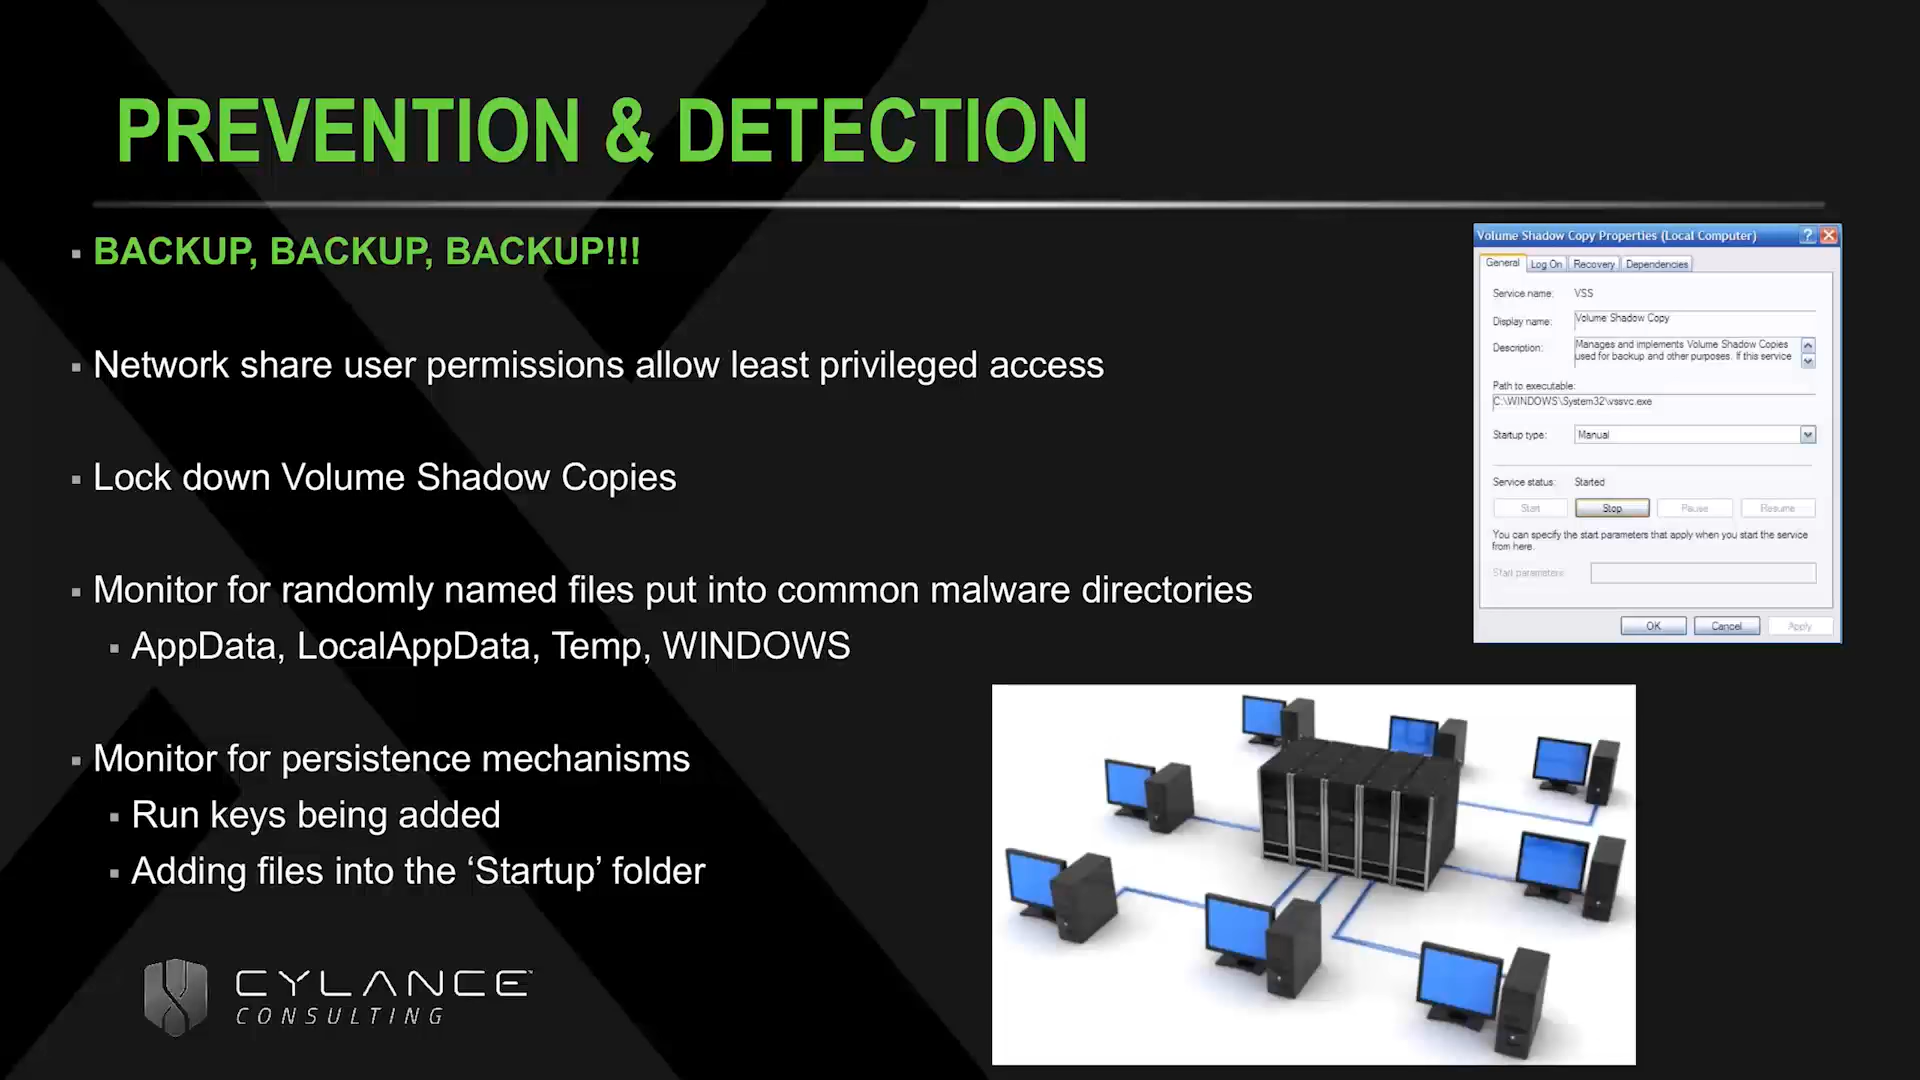 PREVENTION & DETECTION
▪ BACKUP, BACKUP, BACKUP!!!
▪ Network share user permissions allow least privileged access
▪ Lock down Volume Shadow Copies
▪ Monitor for randomly named files put into common malware directories
▪ AppData, LocalAppData, Temp, WINDOWS
▪ Monitor for persistence mechanisms
▪ Run keys being added
▪ Adding files into the ‘Startup’ folder
Volume Shadow Copy Properties (Local Computer)
General Log On Recovery Dependencies
Service name: VSS
Display name: Volume Shadow Copy
Description: Manages and implements Volume Shadow Copies
used for backup and other purposes. If this service
Path to executable:
C:\WINDOWS\System32\vssvc.exe
Startup type: Manual
Service status: Started
Start Stop Pause Resume
You can specify the start parameters that apply when you start the service
from here.
Start parameters:
OK Cancel Apply
CYLANCE™
CONSULTING